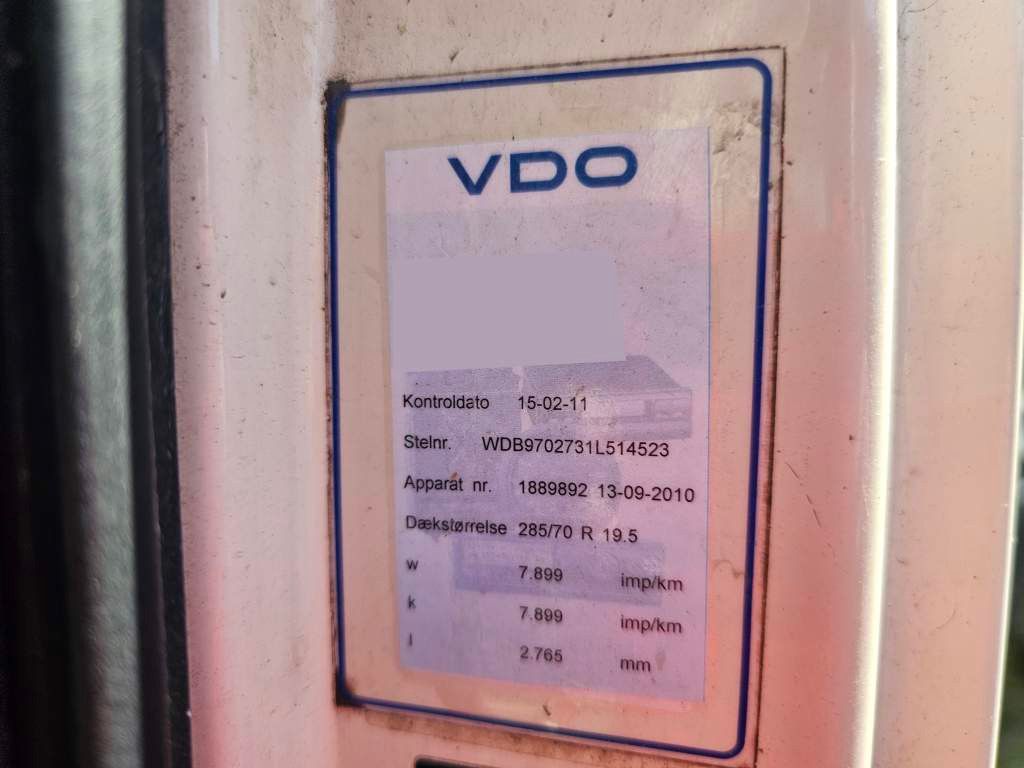 VDO
Kontroldato 15-02-11
Stelnr. WDB9702731L514523
Apparat nr. 1889892 13-09-2010
Dækstørrelse 285/70 R 19.5
w 7.899 imp/km
k 7.899 imp/km
l 2.765 mm